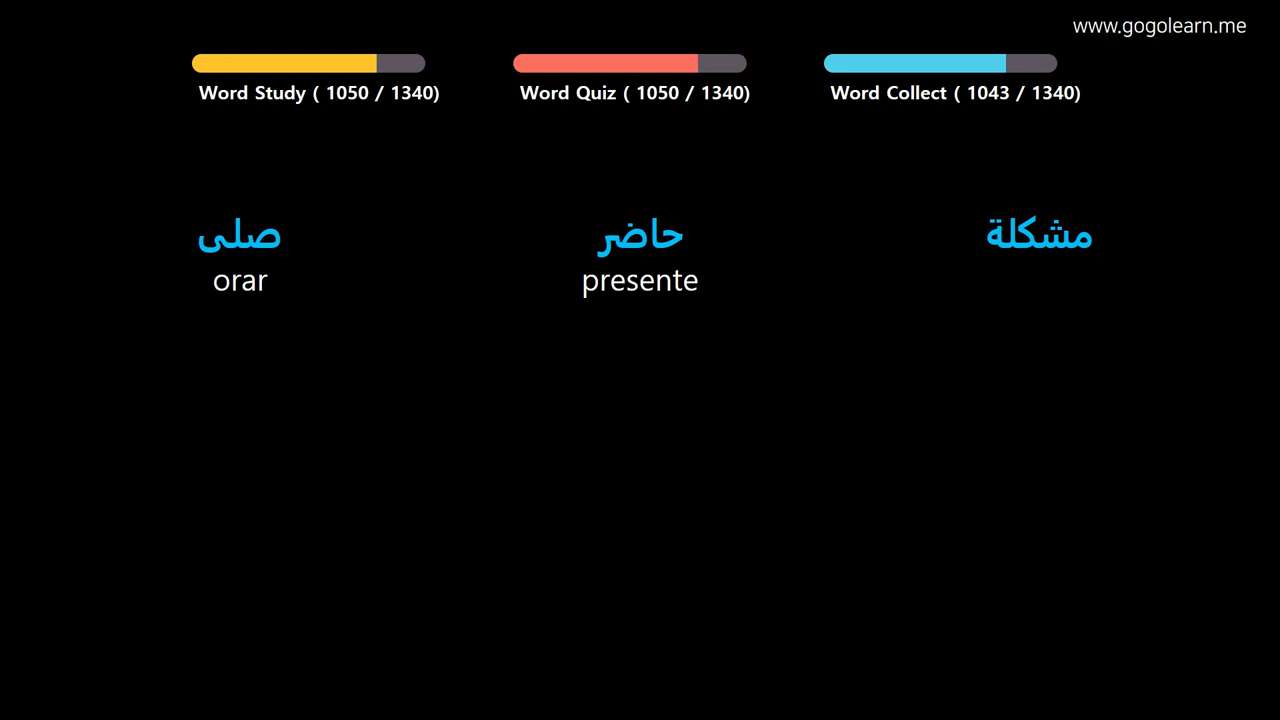 www.gogolearn.me
Word Study ( 1050 / 1340)
Word Quiz ( 1050 / 1340)
Word Collect ( 1043 / 1340)
صلى
orar
حاضر
presente
مشكلة